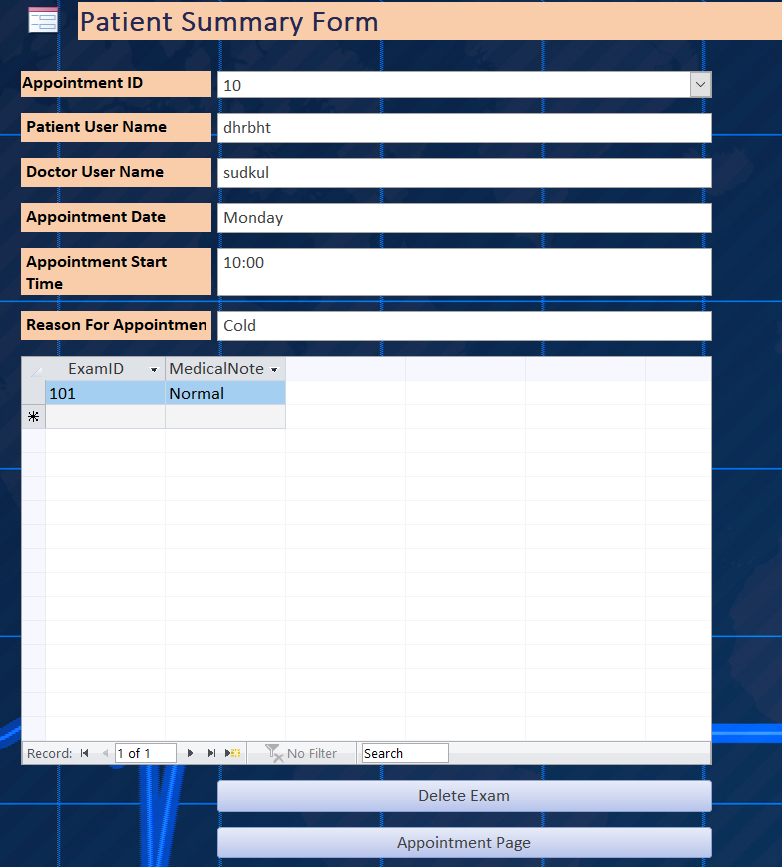 Patient Summary Form
Appointment ID 10
Patient User Name dhrbht
Doctor User Name sudkul
Appointment Date Monday
Appointment Start
Time 10:00
Reason For Appointmen Cold
ExamID MedicalNote
101 Normal
Record: 1 of 1 No Filter Search
Delete Exam
Appointment Page